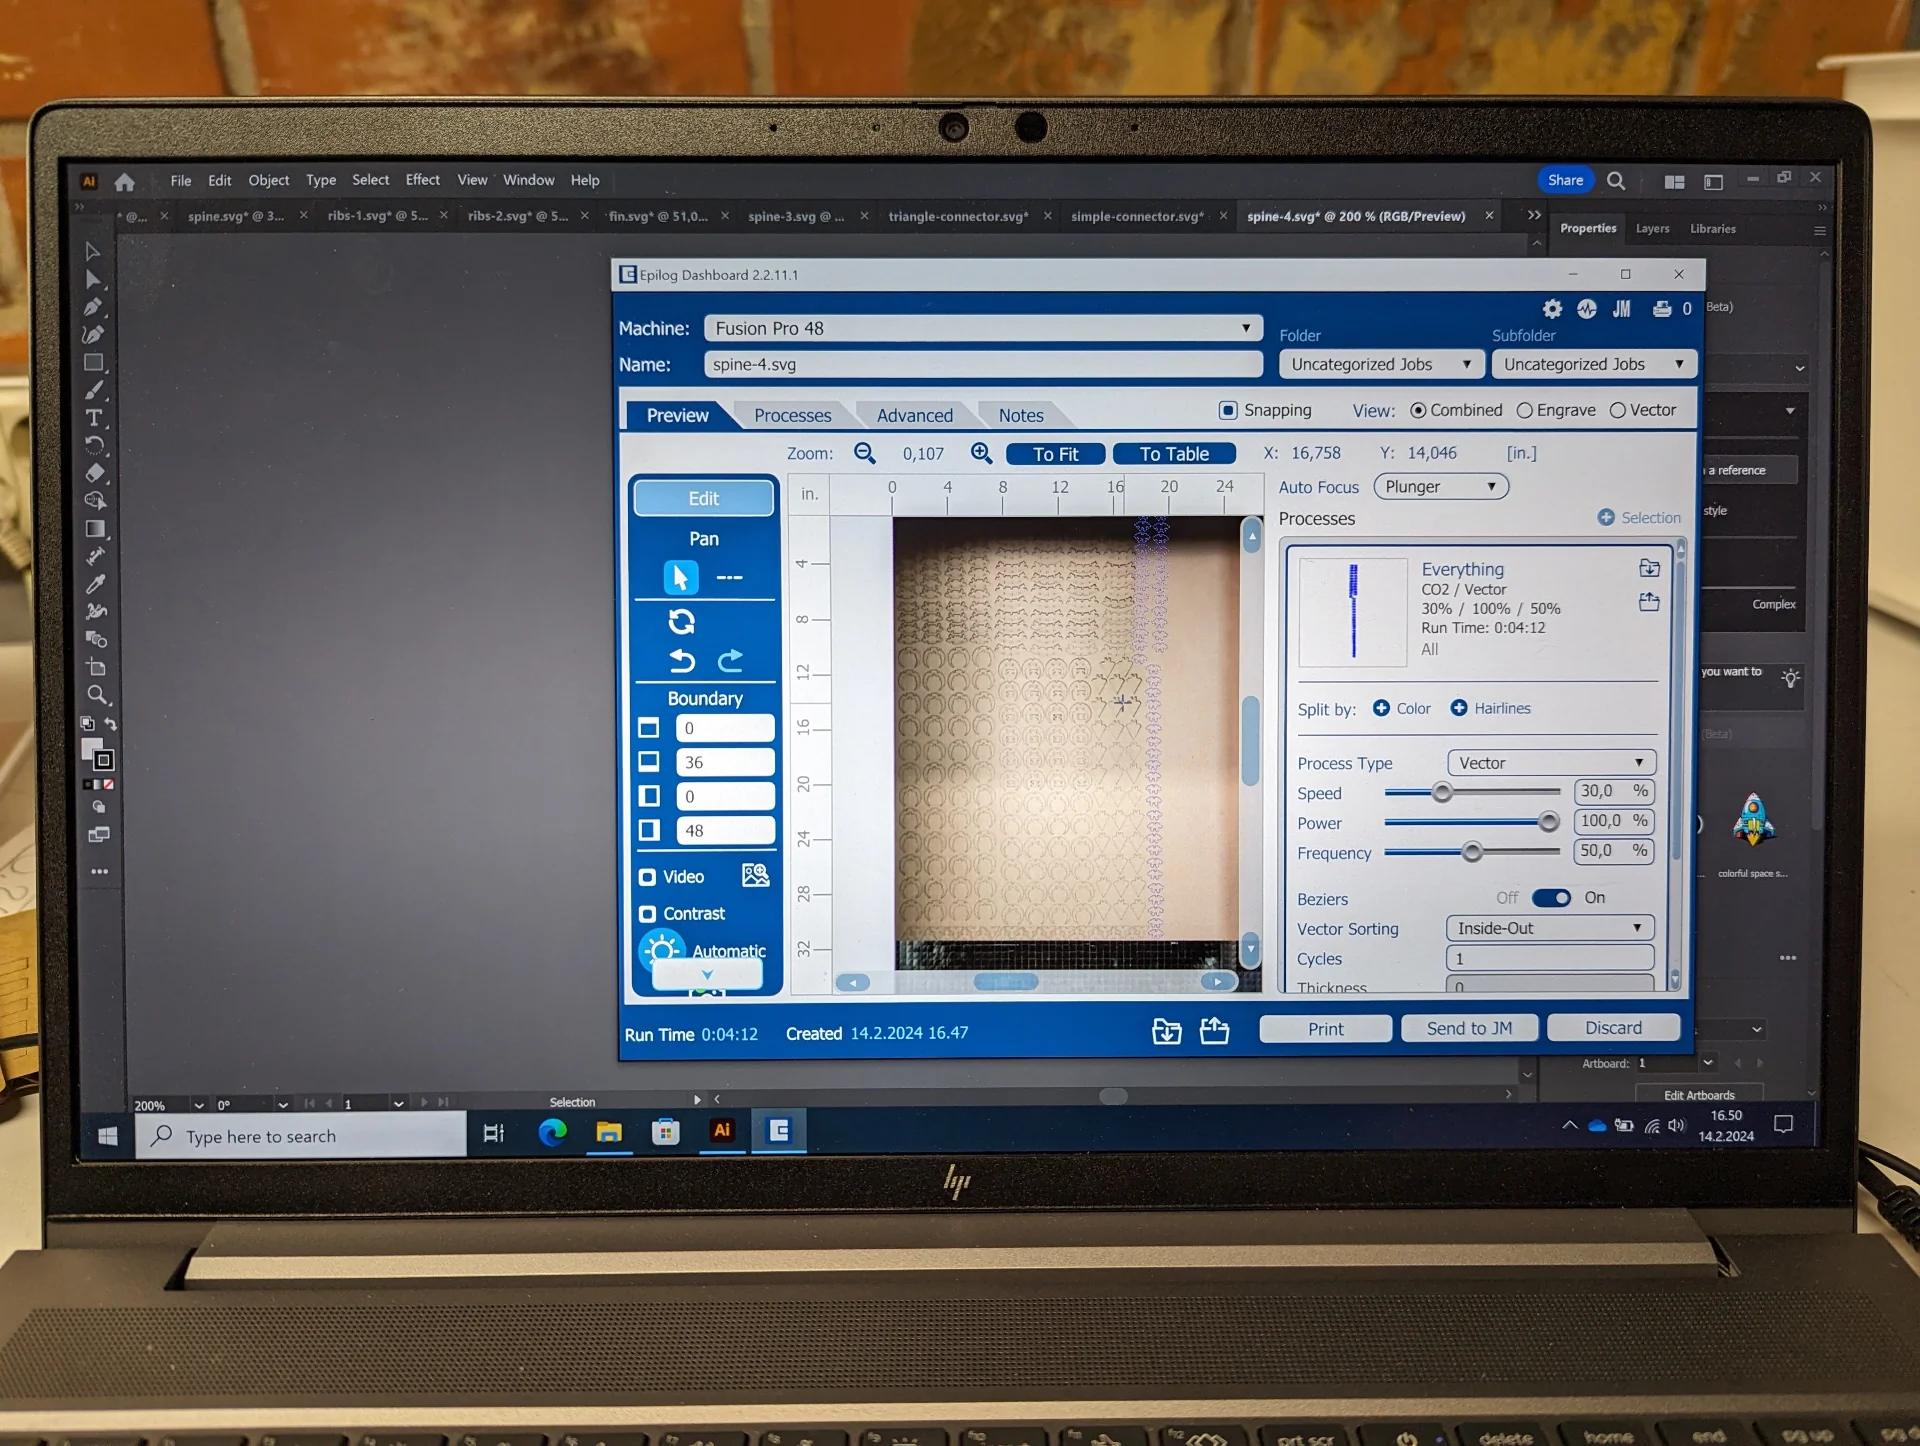 Ai File Edit Object Type Select Effect View Window Help Share
* @... × spine.svg* @ 3... × ribs-1.svg* @ 5... × ribs-2.svg* @ 5... × fin.svg* @ 51,0... × spine-3.svg @ ... × triangle-connector.svg* × simple-connector.svg* × spine-4.svg* @ 200 % (RGB/Preview) ×
Properties Layers Libraries
Epilog Dashboard 2.2.11.1
JM 0
Beta)
Machine: Fusion Pro 48
Folder Subfolder
Name: spine-4.svg Uncategorized Jobs Uncategorized Jobs
Preview Processes Advanced Notes Snapping View: Combined Engrave Vector
Zoom: 0,107 To Fit To Table X: 16,758 Y: 14,046 [in.]
a reference
Edit
in. 0 4 8 12 16 20 24
Auto Focus Plunger
Processes Selection
style
Pan
4
8
12
16
20
24
28
32
Everything
CO2 / Vector
30% / 100% / 50%
Run Time: 0:04:12
All
Complex
you want to
Boundary
0
36
0
48
Split by: Color Hairlines
(Beta)
Process Type Vector
Speed 30,0 %
Power 100,0 %
Frequency 50,0 %
colorful space s...
Video
Contrast
Automatic
Beziers Off On
Vector Sorting Inside-Out
Cycles 1
Thickness 0
Run Time 0:04:12 Created 14.2.2024 16.47 Print Send to JM Discard
Artboard: 1
Edit Artboards
200% 0° 1 Selection
Type here to search
Ai
16.50
14.2.2024
hp
prt scr delete home end pg up